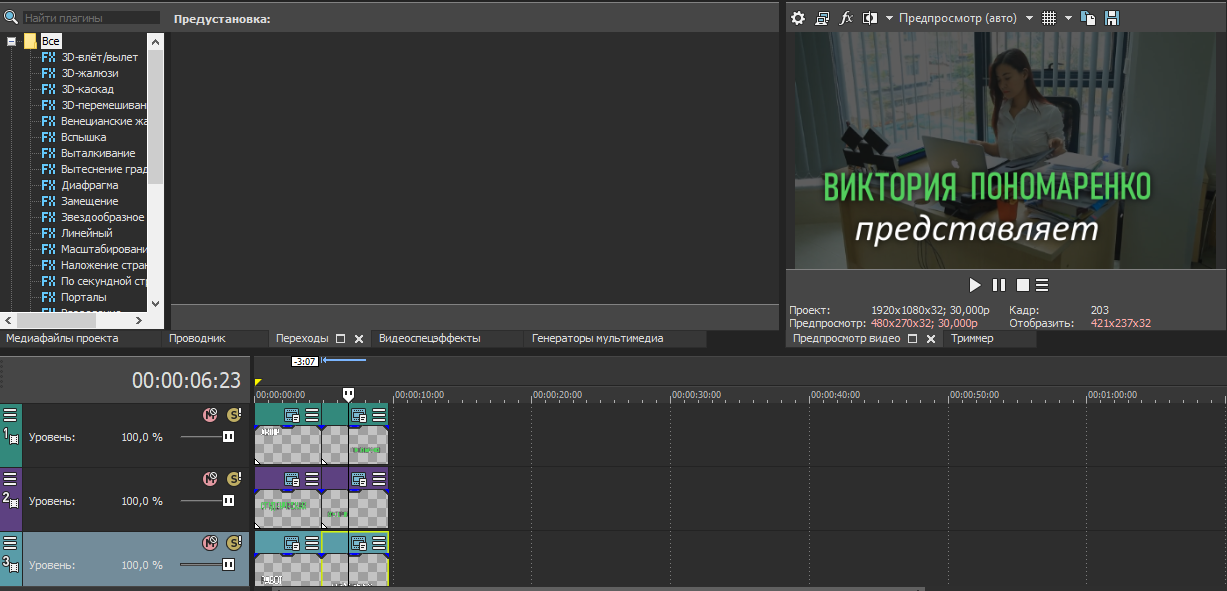 Найти плагины
Предустановка:
Предпросмотр (авто)
Все
3D-влёт/вылет
3D-жалюзи
3D-каскад
3D-перемешиван
Венецианские жа
Вспышка
Выталкивание
Вытеснение град
Диафрагма
Замещение
Звездообразное
Линейный
Масштабировани
Наложение стран
По секундной стр
Порталы
ВИКТОРИЯ ПОНОМАРЕНКО
представляет
Проект: 1920x1080x32; 30,000p Кадр: 203
Предпросмотр: 480x270x32; 30,000p Отобразить: 421x237x32
Медиафайлы проекта Проводник Переходы Видеоспецэффекты Генераторы мультимедиа
Предпросмотр видео Триммер
-3:07
00:00:06:23
00:00:00:00 00:00:10:00 00:00:20:00 00:00:30:00 00:00:40:00 00:00:50:00 00:01:00:00
1 Уровень: 100,0 % M S
2 Уровень: 100,0 % M S
3 Уровень: 100,0 % M S